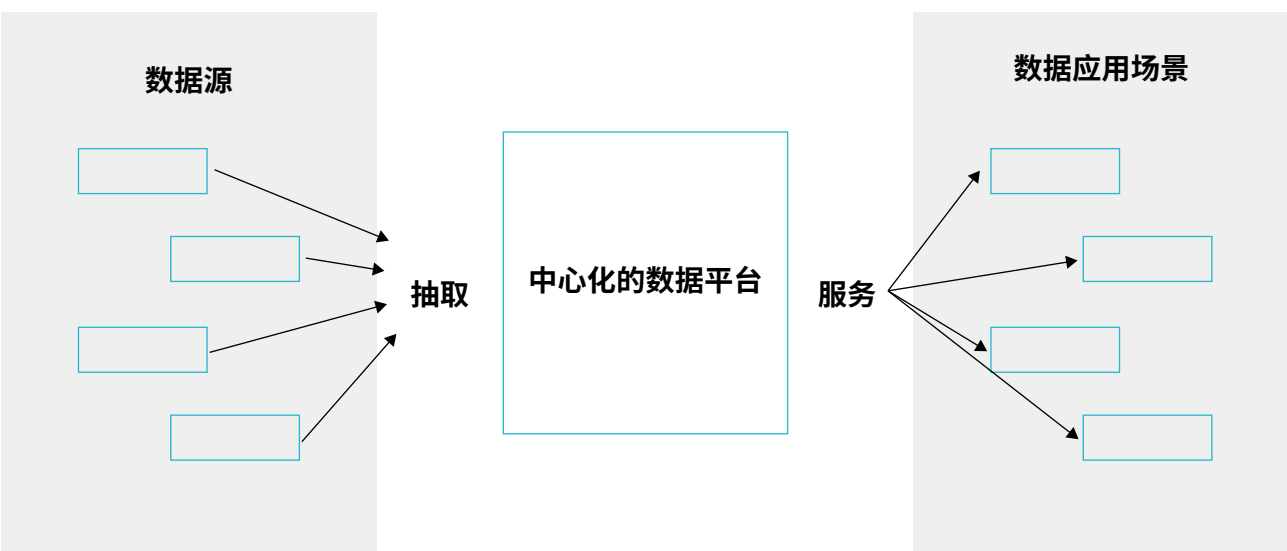 数据源
数据应用场景
抽取
中心化的数据平台
服务